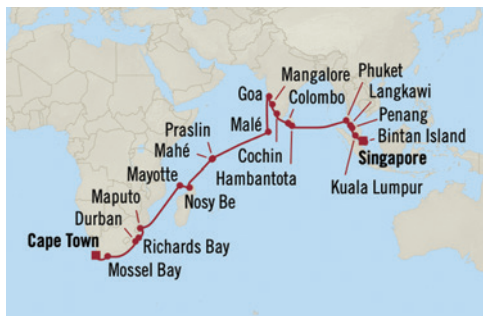 Goa
Mangalore
Colombo
Phuket
Langkawi
Penang
Bintan Island
Singapore
Kuala Lumpur
Praslin
Malé
Mahé
Cochin
Hambantota
Mayotte
Nosy Be
Maputo
Durban
Cape Town
Richards Bay
Mossel Bay